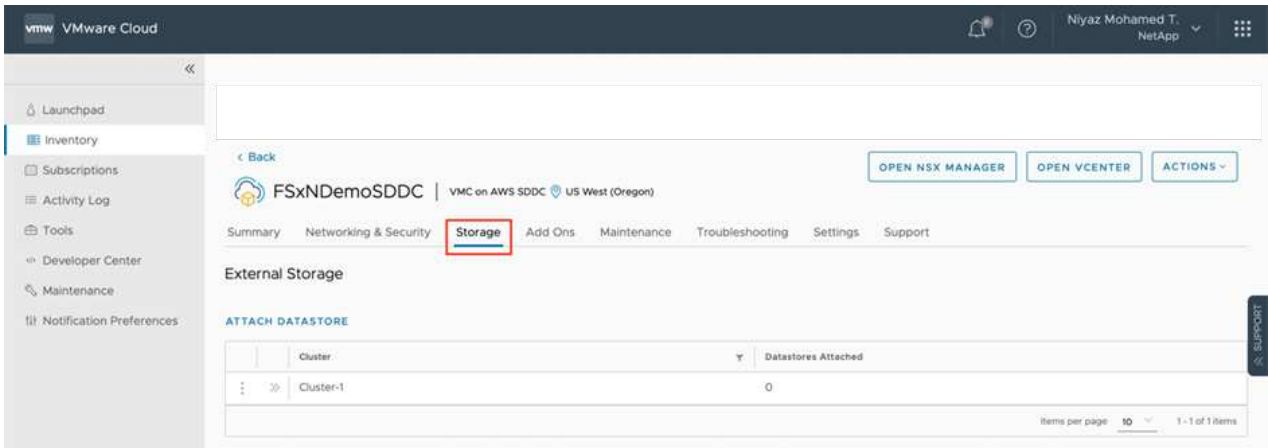 vmw VMware Cloud
Niyaz Mohamed T.
NetApp
Launchpad
Inventory
Subscriptions
Activity Log
Tools
Developer Center
Maintenance
Notification Preferences
< Back
OPEN NSX MANAGER
OPEN VCENTER
ACTIONS
FSxNDemoSDDC | VMC on AWS SDDC US West (Oregon)
Summary Networking & Security Storage Add Ons Maintenance Troubleshooting Settings Support
External Storage
ATTACH DATASTORE
Cluster Datastores Attached
Cluster-1 0
Items per page 10 1 - 1 of 1 items
SUPPORT